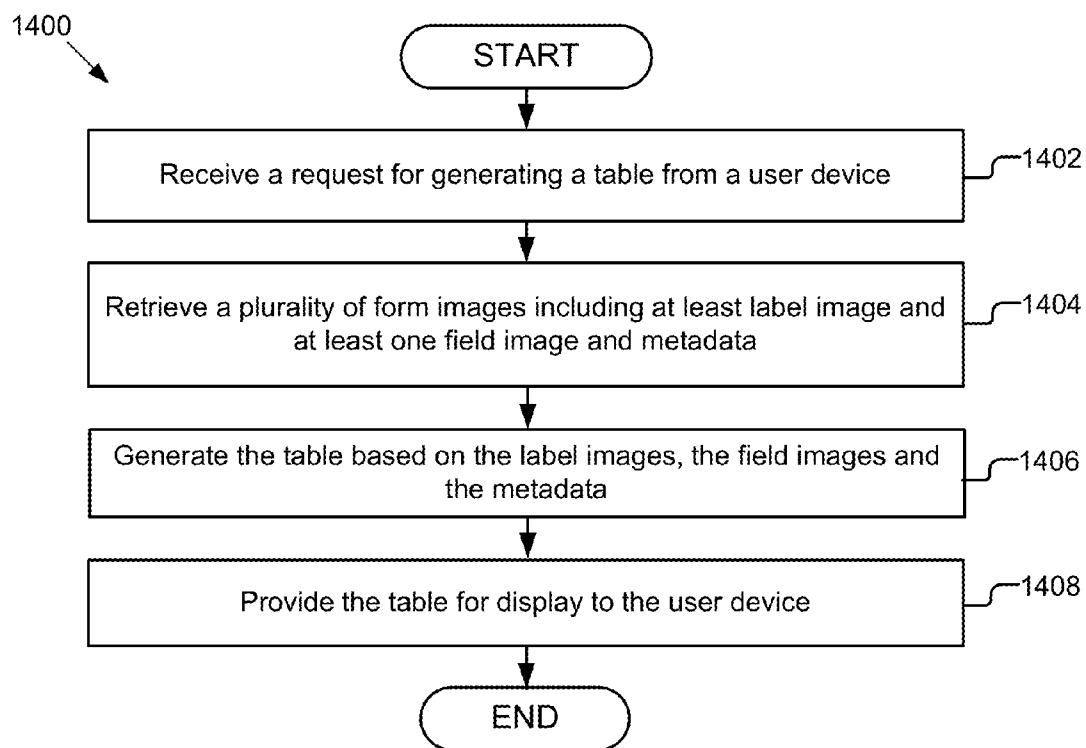 1400
START
Receive a request for generating a table from a user device
1402
Retrieve a plurality of form images including at least label image and
at least one field image and metadata
1404
Generate the table based on the label images, the field images and
the metadata
1406
Provide the table for display to the user device
1408
END